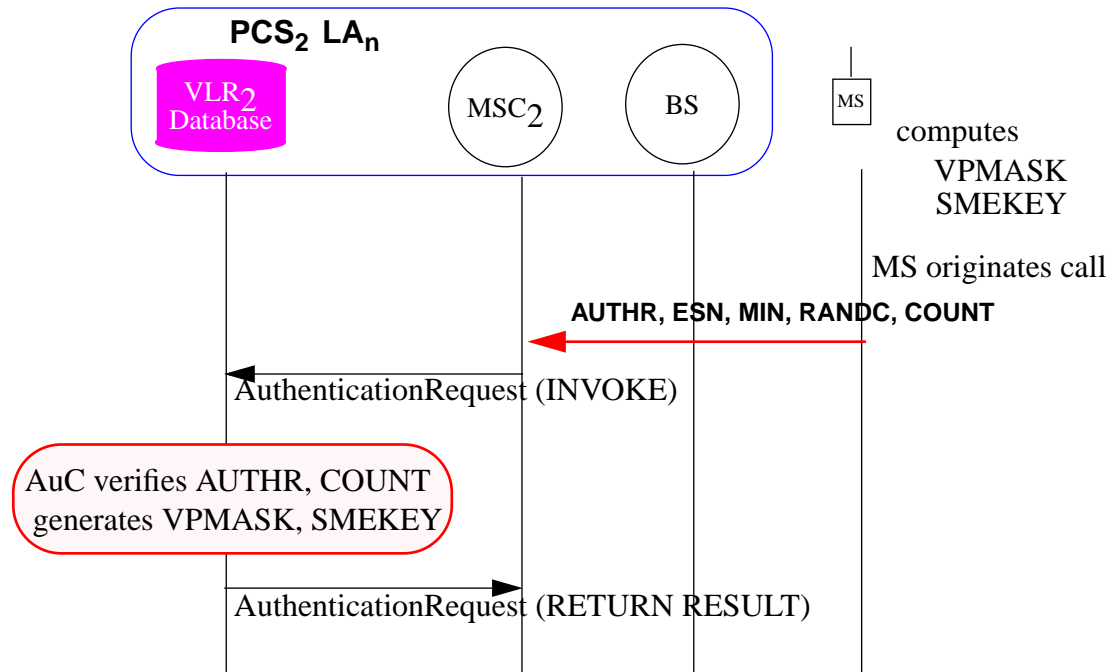 PCS2 LAn
VLR2
Database
MSC2
BS
MS
computes
VPMASK
SMEKEY
MS originates call
AUTHR, ESN, MIN, RANDC, COUNT
AuthenticationRequest (INVOKE)
AuC verifies AUTHR, COUNT
generates VPMASK, SMEKEY
AuthenticationRequest (RETURN RESULT)